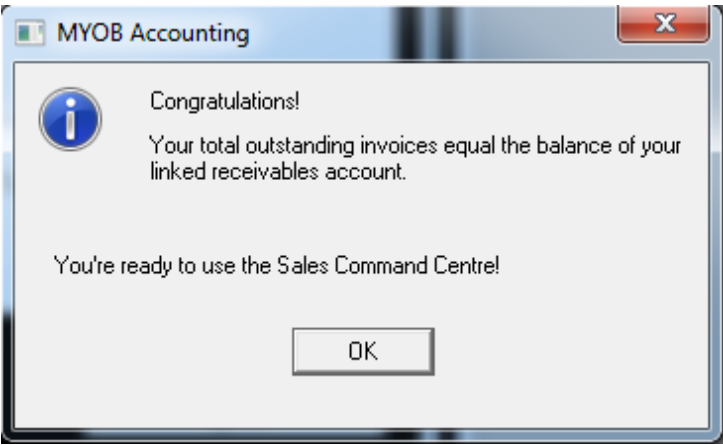 MYOB Accounting
Congratulations!
Your total outstanding invoices equal the balance of your
linked receivables account.
You're ready to use the Sales Command Centre!
OK